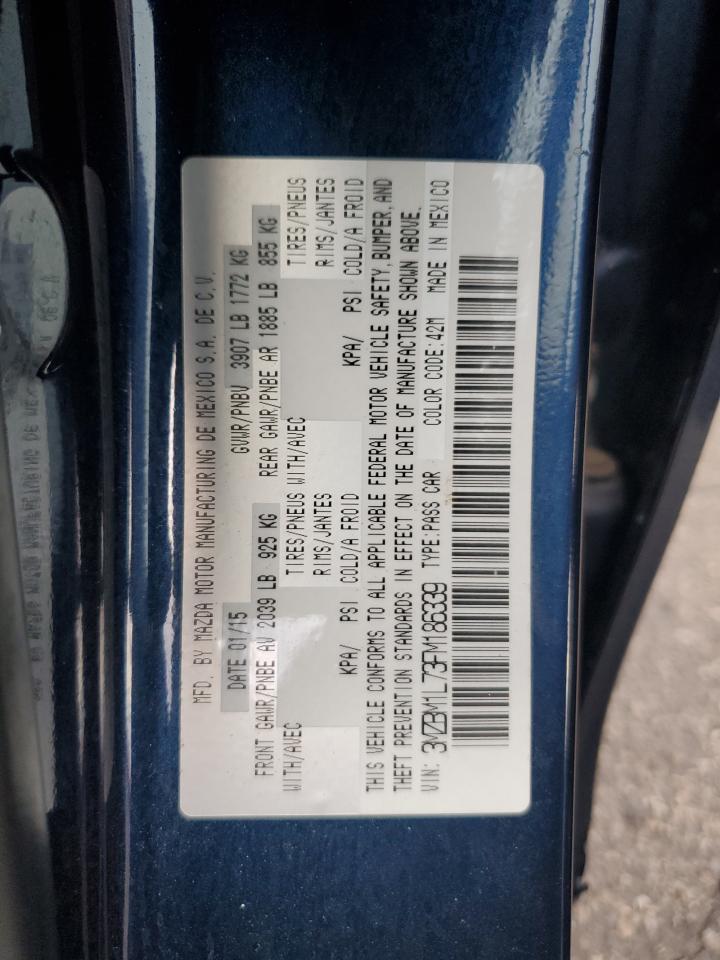 MFD. BY MAZDA MOTOR MANUFACTURING DE MEXICO S.A. DE C.V.
DATE 01/15 GVWR/PNBV 3907 LB 1772 KG
FRONT GAWR/PNBE AV 2039 LB 925 KG REAR GAWR/PNBE AR 1885 LB 855 KG
WITH/AVEC TIRES/PNEUS WITH/AVEC TIRES/PNEUS
RIMS/JANTES RIMS/JANTES
KPA/ PSI COLD/A FROID KPA/ PSI COLD/A FROID
THIS VEHICLE CONFORMS TO ALL APPLICABLE FEDERAL MOTOR VEHICLE SAFETY, BUMPER, AND
THEFT PREVENTION STANDARDS IN EFFECT ON THE DATE OF MANUFACTURE SHOWN ABOVE.
VIN: 3MZBM1L73FM186339 TYPE:PASS CAR COLOR CODE:42M MADE IN MEXICO